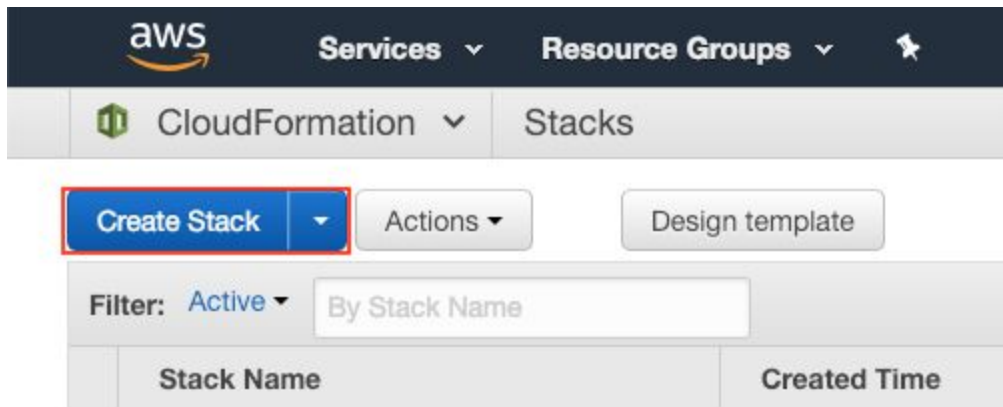 aws Services Resource Groups
CloudFormation Stacks
Create Stack Actions Design template
Filter: Active By Stack Name
Stack Name Created Time